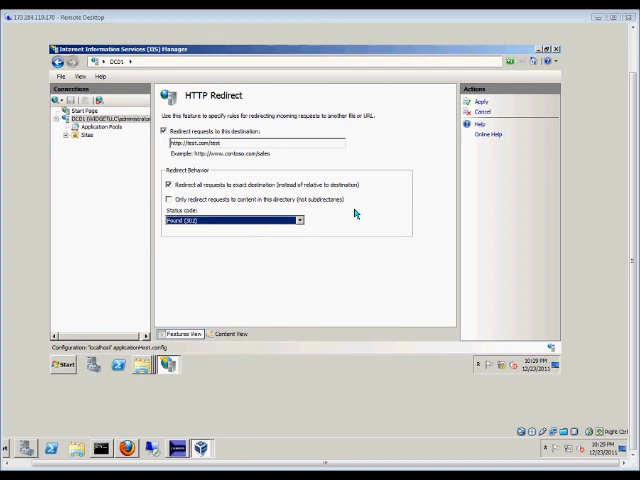 173.164.119.170 - Remote Desktop
Internet Information Services (IIS) Manager
DC01
File View Help
Connections
Start Page
DC01 (WIDGETLLC\administrator
Application Pools
Sites
HTTP Redirect
Use this feature to specify rules for redirecting incoming requests to another file or URL.
Redirect requests to this destination:
http://test.com/test
Example: http://www.contoso.com/sales
Redirect Behavior
Redirect all requests to exact destination (instead of relative to destination)
Only redirect requests to content in this directory (not subdirectories)
Status code:
Found (302)
Actions
Apply
Cancel
Help
Online Help
Features View Content View
Configuration: 'localhost' applicationHost.config
Start
10:29 PM
12/23/2011
Right Ctrl
10:29 PM
12/23/2011